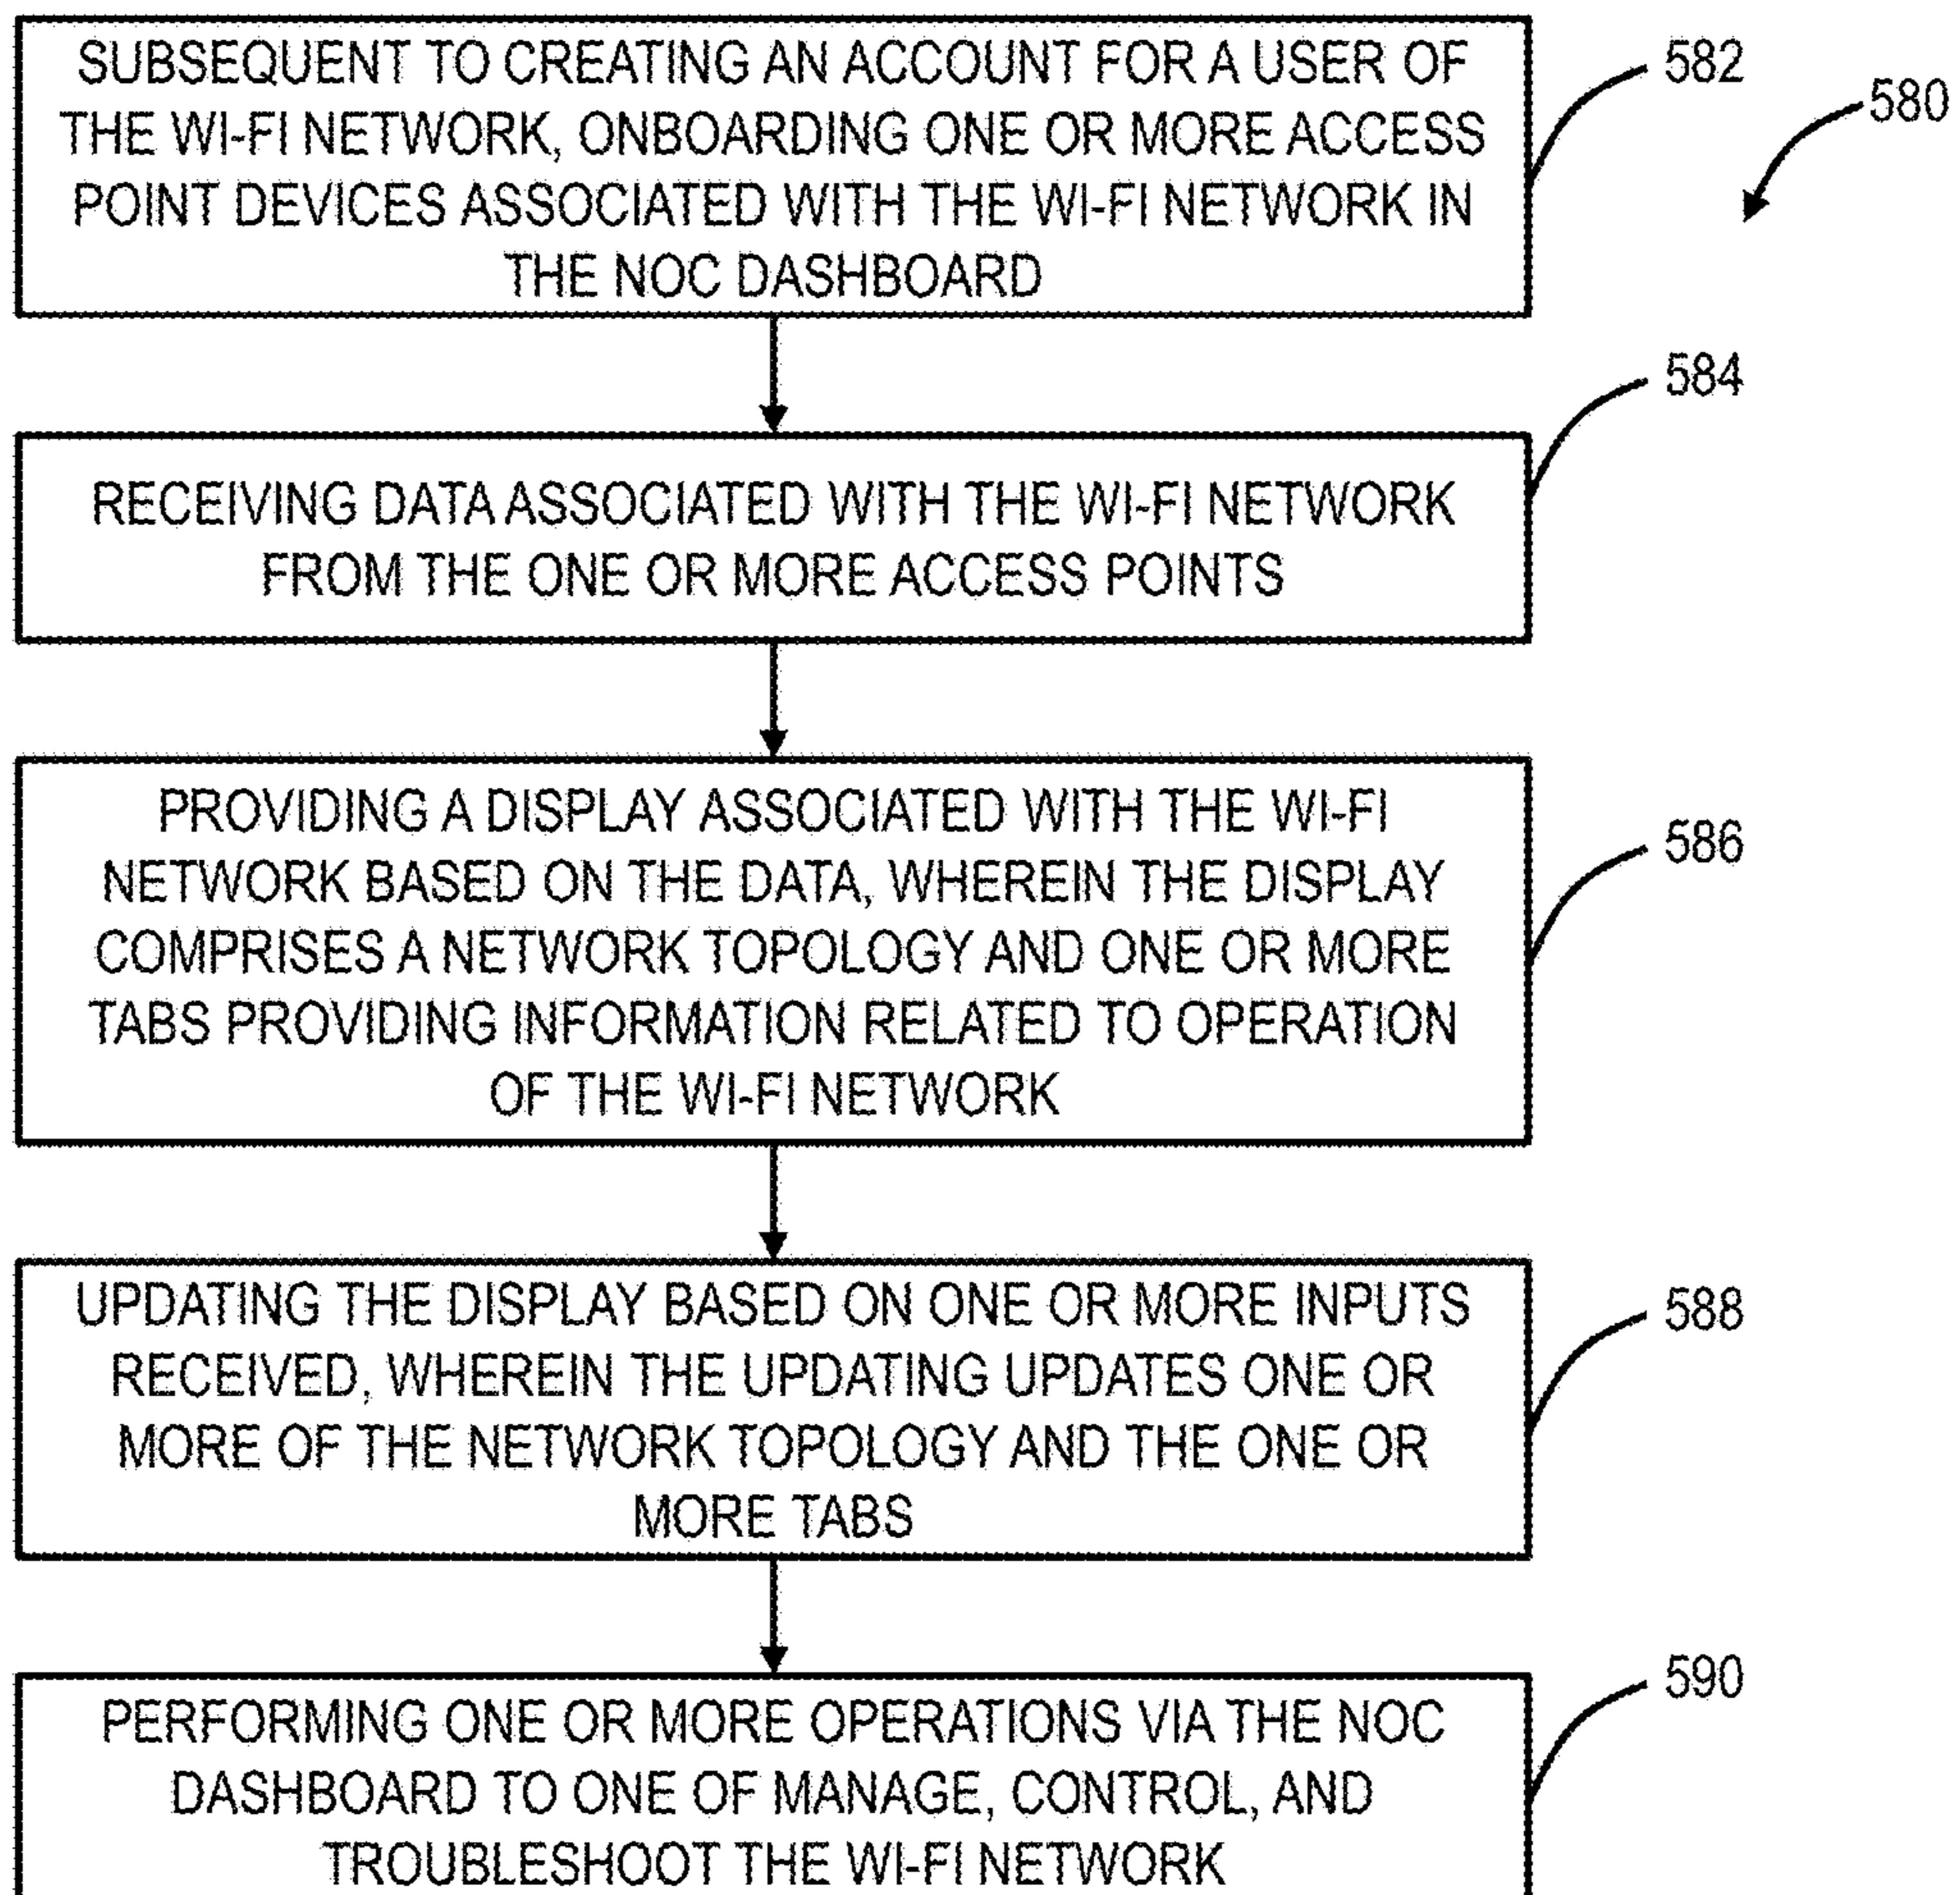 SUBSEQUENT TO CREATING AN ACCOUNT FOR A USER OF
THE WI-FI NETWORK, ONBOARDING ONE OR MORE ACCESS
POINT DEVICES ASSOCIATED WITH THE WI-FI NETWORK IN
THE NOC DASHBOARD
582
580
584
RECEIVING DATA ASSOCIATED WITH THE WI-FI NETWORK
FROM THE ONE OR MORE ACCESS POINTS
PROVIDING A DISPLAY ASSOCIATED WITH THE WI-FI
NETWORK BASED ON THE DATA, WHEREIN THE DISPLAY
COMPRISES A NETWORK TOPOLOGY AND ONE OR MORE
TABS PROVIDING INFORMATION RELATED TO OPERATION
OF THE WI-FI NETWORK
586
UPDATING THE DISPLAY BASED ON ONE OR MORE INPUTS
RECEIVED, WHEREIN THE UPDATING UPDATES ONE OR
MORE OF THE NETWORK TOPOLOGY AND THE ONE OR
MORE TABS
588
590
PERFORMING ONE OR MORE OPERATIONS VIA THE NOC
DASHBOARD TO ONE OF MANAGE, CONTROL, AND
TROUBLESHOOT THE WI-FI NETWORK